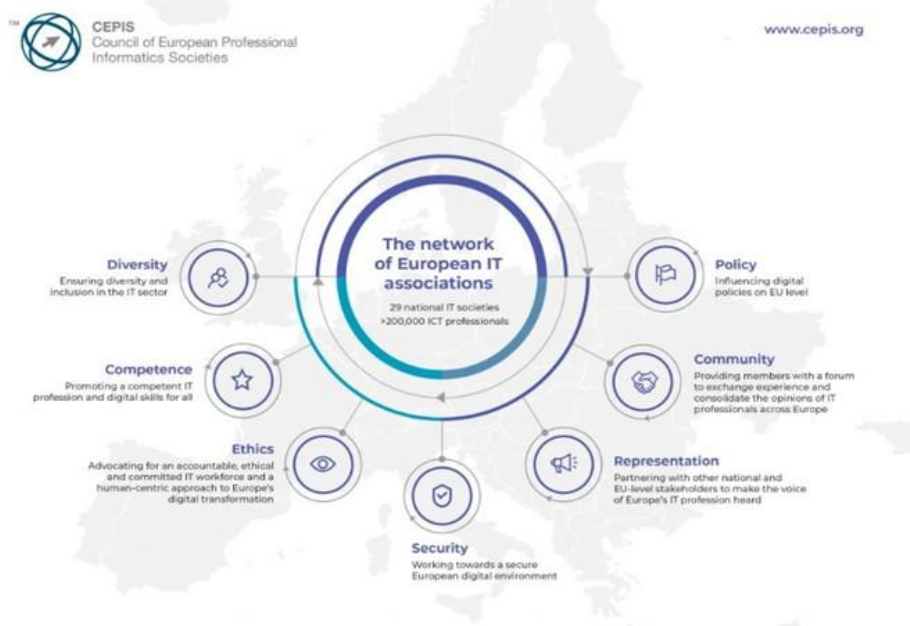 TM
CEPIS
Council of European Professional
Informatics Societies
www.cepis.org
The network
of European IT
associations
29 national IT societies
>200,000 ICT professionals
Diversity
Ensuring diversity and
inclusion in the IT sector
Competence
Promoting a competent IT
profession and digital skills for all
Ethics
Advocating for an accountable, ethical
and committed IT workforce and a
human-centric approach to Europe's
digital transformation
Security
Working towards a secure
European digital environment
Representation
Partnering with other national and
EU-level stakeholders to make the voice
of Europe's IT profession heard
Community
Providing members with a forum
to exchange experience and
consolidate the opinions of IT
professionals across Europe
Policy
Influencing digital
policies on EU level